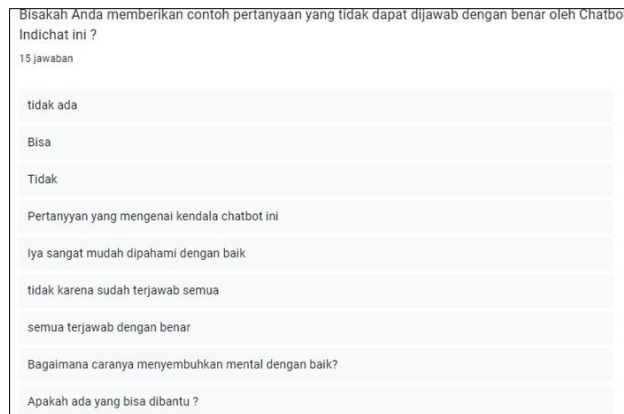 Bisakah Anda memberikan contoh pertanyaan yang tidak dapat dijawab dengan benar oleh Chatbot
Indichat ini ?
15 jawaban
tidak ada
Bisa
Tidak
Pertanyyan yang mengenai kendala chatbot ini
Iya sangat mudah dipahami dengan baik
tidak karena sudah terjawab semua
semua terjawab dengan benar
Bagaimana caranya menyembuhkan mental dengan baik?
Apakah ada yang bisa dibantu ?